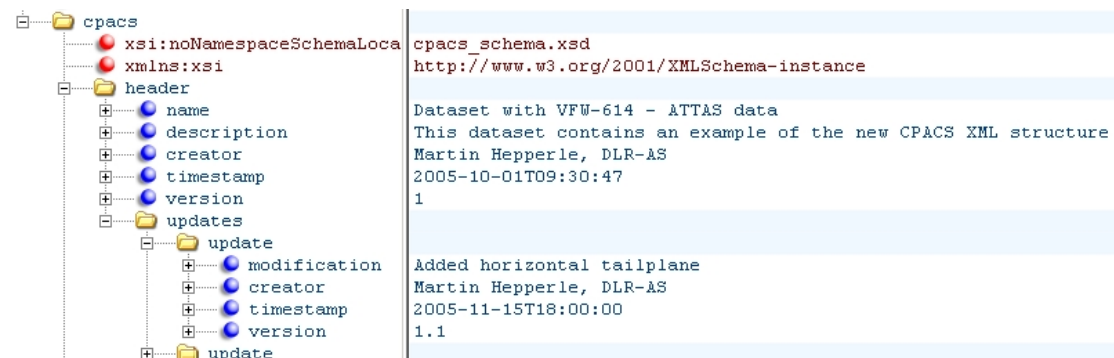 cpacs
xsi:noNamespaceSchemaLoca cpacs_schema.xsd
xmlns:xsi http://www.w3.org/2001/XMLSchema-instance
header
name Dataset with VFW-614 - ATTAS data
description This dataset contains an example of the new CPACS XML structure
creator Martin Hepperle, DLR-AS
timestamp 2005-10-01T09:30:47
version 1
updates
update
modification Added horizontal tailplane
creator Martin Hepperle, DLR-AS
timestamp 2005-11-15T18:00:00
version 1.1
update